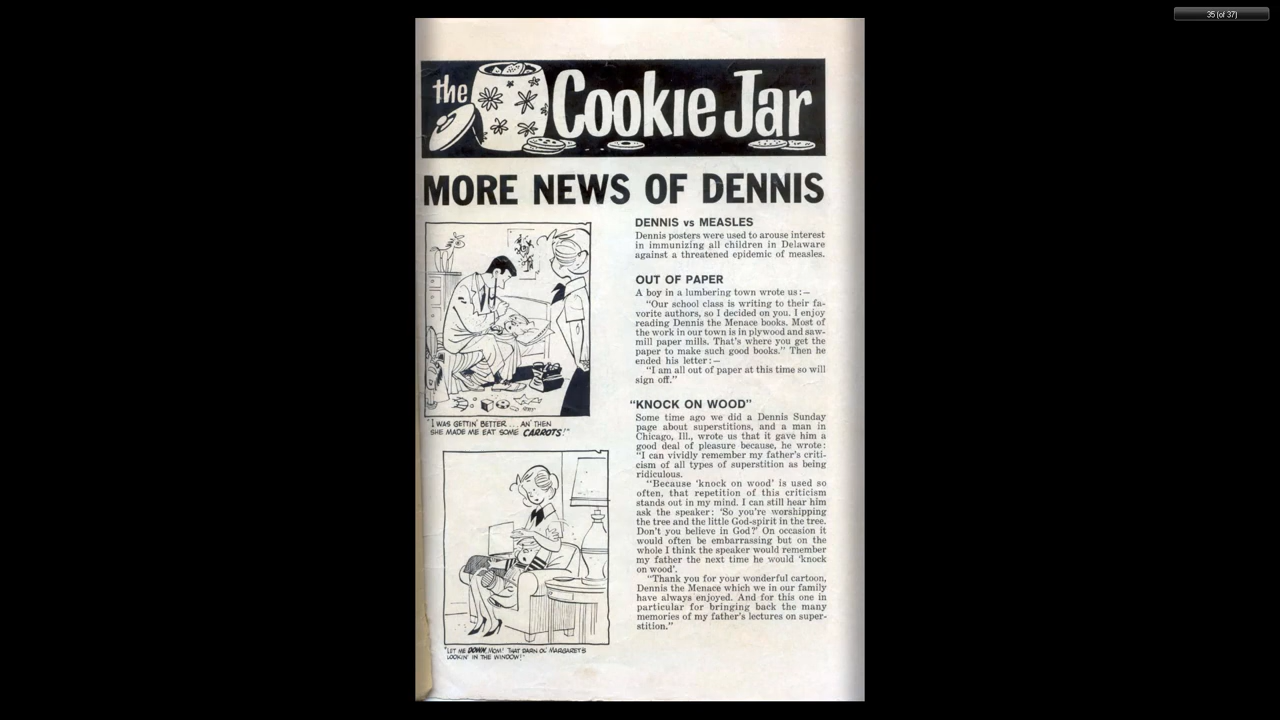 35 (of 37)
the Cookie Jar
MORE NEWS OF DENNIS
"I WAS GETTIN' BETTER... AN' THEN
SHE MADE ME EAT SOME CARROTS!"
"LET ME DOWN, MOM! THAT DARN OL' MARGARET'S
LOOKIN' IN THE WINDOW!"
DENNIS vs MEASLES
Dennis posters were used to arouse interest
in immunizing all children in Delaware
against a threatened epidemic of measles.
OUT OF PAPER
A boy in a lumbering town wrote us:—
"Our school class is writing to their fa-
vorite authors, so I decided on you. I enjoy
reading Dennis the Menace books. Most of
the work in our town is in plywood and saw-
mill paper mills. That's where you get the
paper to make such good books." Then he
ended his letter:—
"I am all out of paper at this time so will
sign off."
"KNOCK ON WOOD"
Some time ago we did a Dennis Sunday
page about superstitions, and a man in
Chicago, Ill., wrote us that it gave him a
good deal of pleasure because, he wrote:
"I can vividly remember my father's criti-
cism of all types of superstition as being
ridiculous.
"Because 'knock on wood' is used so
often, that repetition of this criticism
stands out in my mind. I can still hear him
ask the speaker: 'So you're worshipping
the tree and the little God-spirit in the tree.
Don't you believe in God?' On occasion it
would often be embarrassing but on the
whole I think the speaker would remember
my father the next time he would 'knock
on wood'.
"Thank you for your wonderful cartoon,
Dennis the Menace which we in our family
have always enjoyed. And for this one in
particular for bringing back the many
memories of my father's lectures on super-
stition."